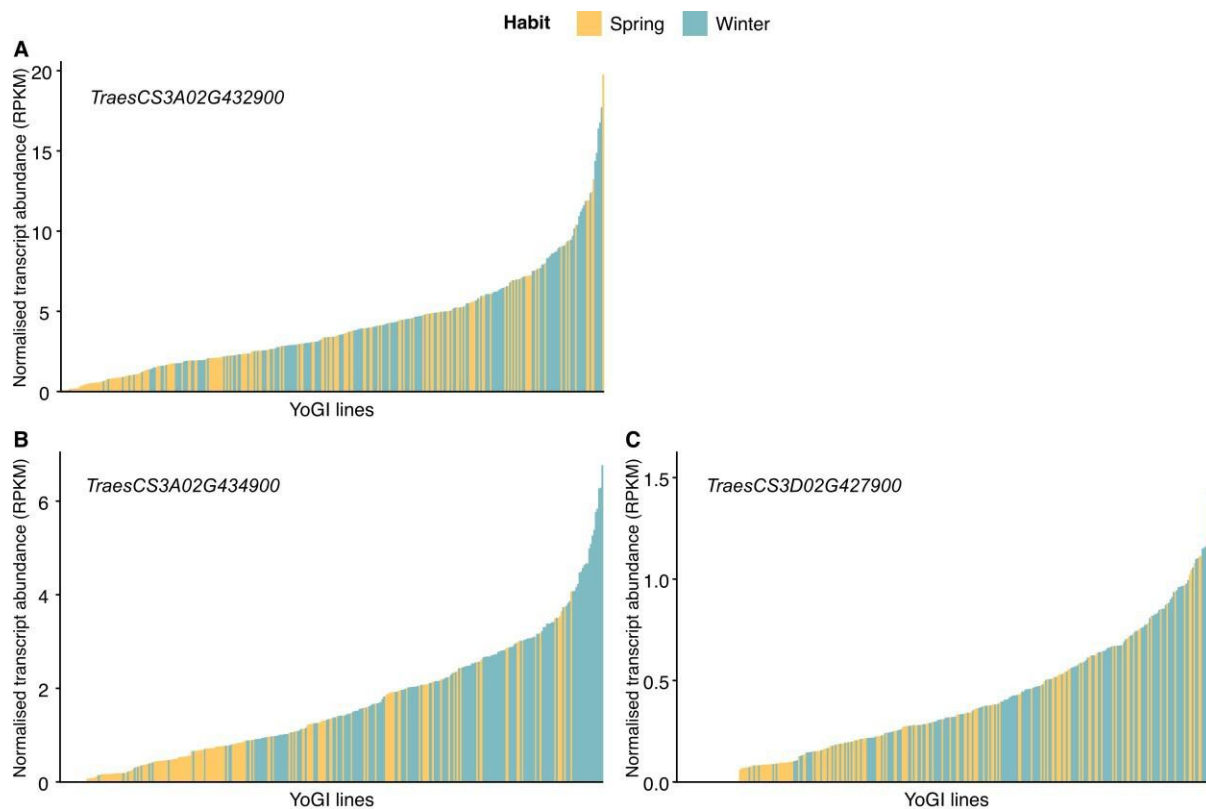 Habit Spring Winter
A
Normalised transcript abundance (RPKM)
20
15
10
5
0
TraesCS3A02G432900
YoGI lines
B
Normalised transcript abundance (RPKM)
6
4
2
0
TraesCS3A02G434900
YoGI lines
C
Normalised transcript abundance (RPKM)
1.5
1.0
0.5
0.0
TraesCS3D02G427900
YoGI lines